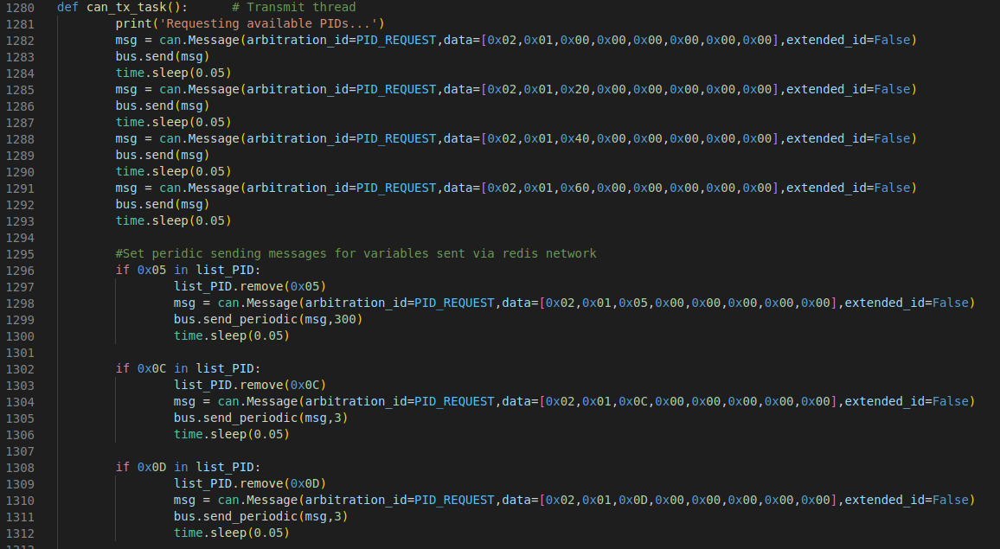 1280 def can_tx_task():      # Transmit thread
1281         print('Requesting available PIDs...')
1282         msg = can.Message(arbitration_id=PID_REQUEST,data=[0x02,0x01,0x00,0x00,0x00,0x00,0x00,0x00],extended_id=False)
1283         bus.send(msg)
1284         time.sleep(0.05)
1285         msg = can.Message(arbitration_id=PID_REQUEST,data=[0x02,0x01,0x20,0x00,0x00,0x00,0x00,0x00],extended_id=False)
1286         bus.send(msg)
1287         time.sleep(0.05)
1288         msg = can.Message(arbitration_id=PID_REQUEST,data=[0x02,0x01,0x40,0x00,0x00,0x00,0x00,0x00],extended_id=False)
1289         bus.send(msg)
1290         time.sleep(0.05)
1291         msg = can.Message(arbitration_id=PID_REQUEST,data=[0x02,0x01,0x60,0x00,0x00,0x00,0x00,0x00],extended_id=False)
1292         bus.send(msg)
1293         time.sleep(0.05)
1294
1295         #Set peridic sending messages for variables sent via redis network
1296         if 0x05 in list_PID:
1297                 list_PID.remove(0x05)
1298                 msg = can.Message(arbitration_id=PID_REQUEST,data=[0x02,0x01,0x05,0x00,0x00,0x00,0x00,0x00],extended_id=False)
1299                 bus.send_periodic(msg,300)
1300                 time.sleep(0.05)
1301
1302         if 0x0C in list_PID:
1303                 list_PID.remove(0x0C)
1304                 msg = can.Message(arbitration_id=PID_REQUEST,data=[0x02,0x01,0x0C,0x00,0x00,0x00,0x00,0x00],extended_id=False)
1305                 bus.send_periodic(msg,3)
1306                 time.sleep(0.05)
1307
1308         if 0x0D in list_PID:
1309                 list_PID.remove(0x0D)
1310                 msg = can.Message(arbitration_id=PID_REQUEST,data=[0x02,0x01,0x0D,0x00,0x00,0x00,0x00,0x00],extended_id=False)
1311                 bus.send_periodic(msg,3)
1312                 time.sleep(0.05)